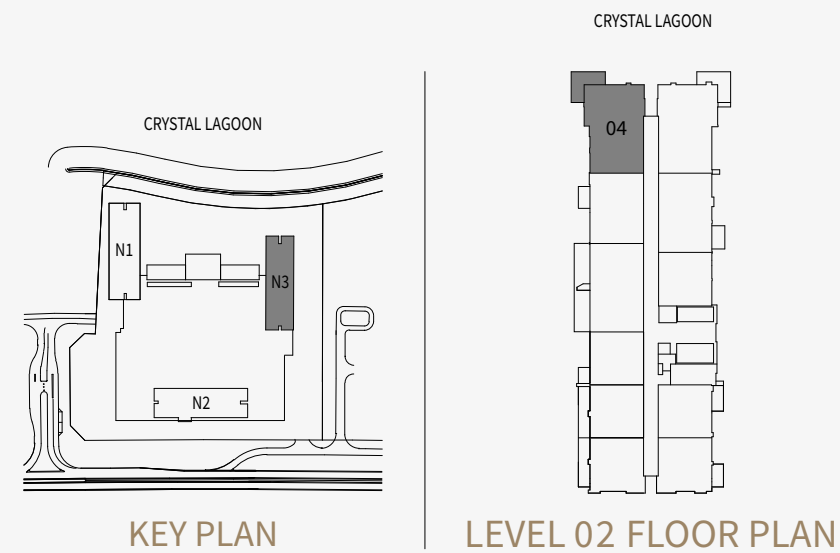 CRYSTAL LAGOON
N1
N3
N2
KEY PLAN
CRYSTAL LAGOON
04
LEVEL 02 FLOOR PLAN